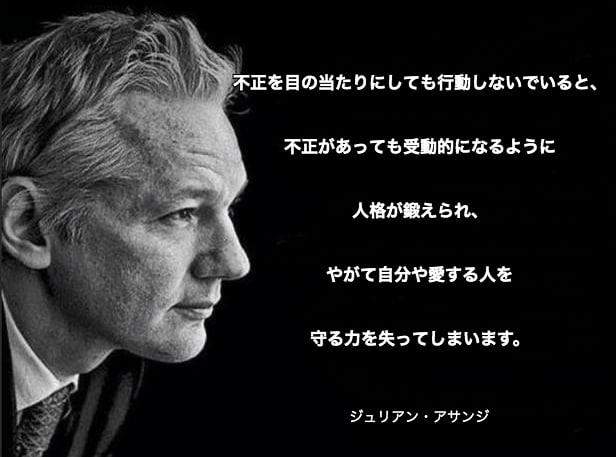 不正を目の当たりにしても行動しないでいると、
不正があっても受動的になるように
人格が鍛えられ、
やがて自分や愛する人を
守る力を失ってしまいます。
ジュリアン・アサンジ